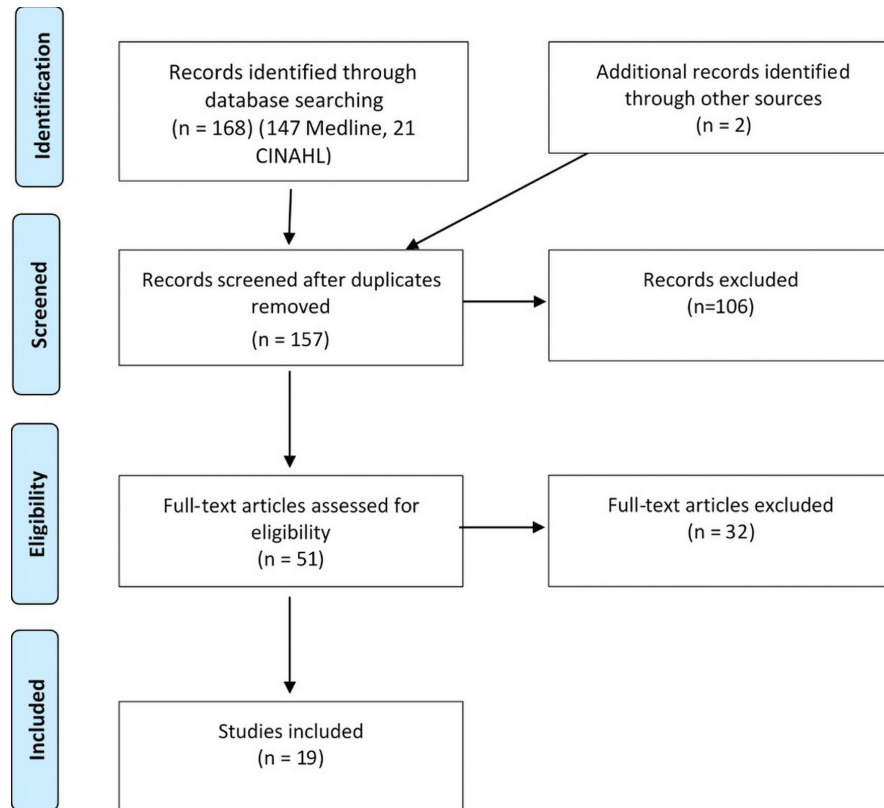 Identification
Records identified through
database searching
(n = 168) (147 Medline, 21
CINAHL)
Additional records identified
through other sources
(n = 2)
Screened
Records screened after duplicates
removed
(n = 157)
Records excluded
(n=106)
Eligibility
Full-text articles assessed for
eligibility
(n = 51)
Full-text articles excluded
(n = 32)
Included
Studies included
(n = 19)